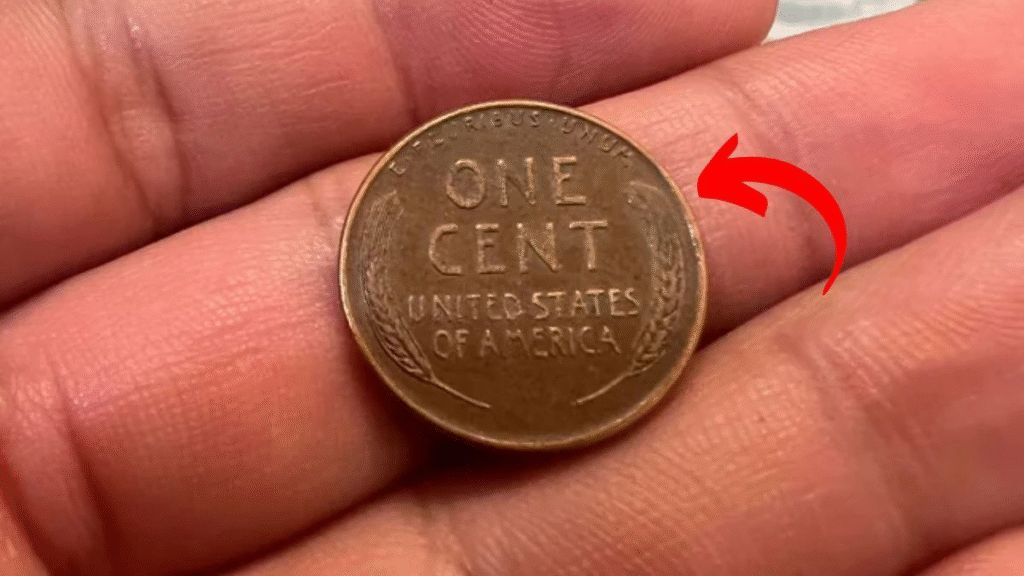 E·PLURIBUS·UNUM
ONE
CENT
UNITED·STATES
OF AMERICA